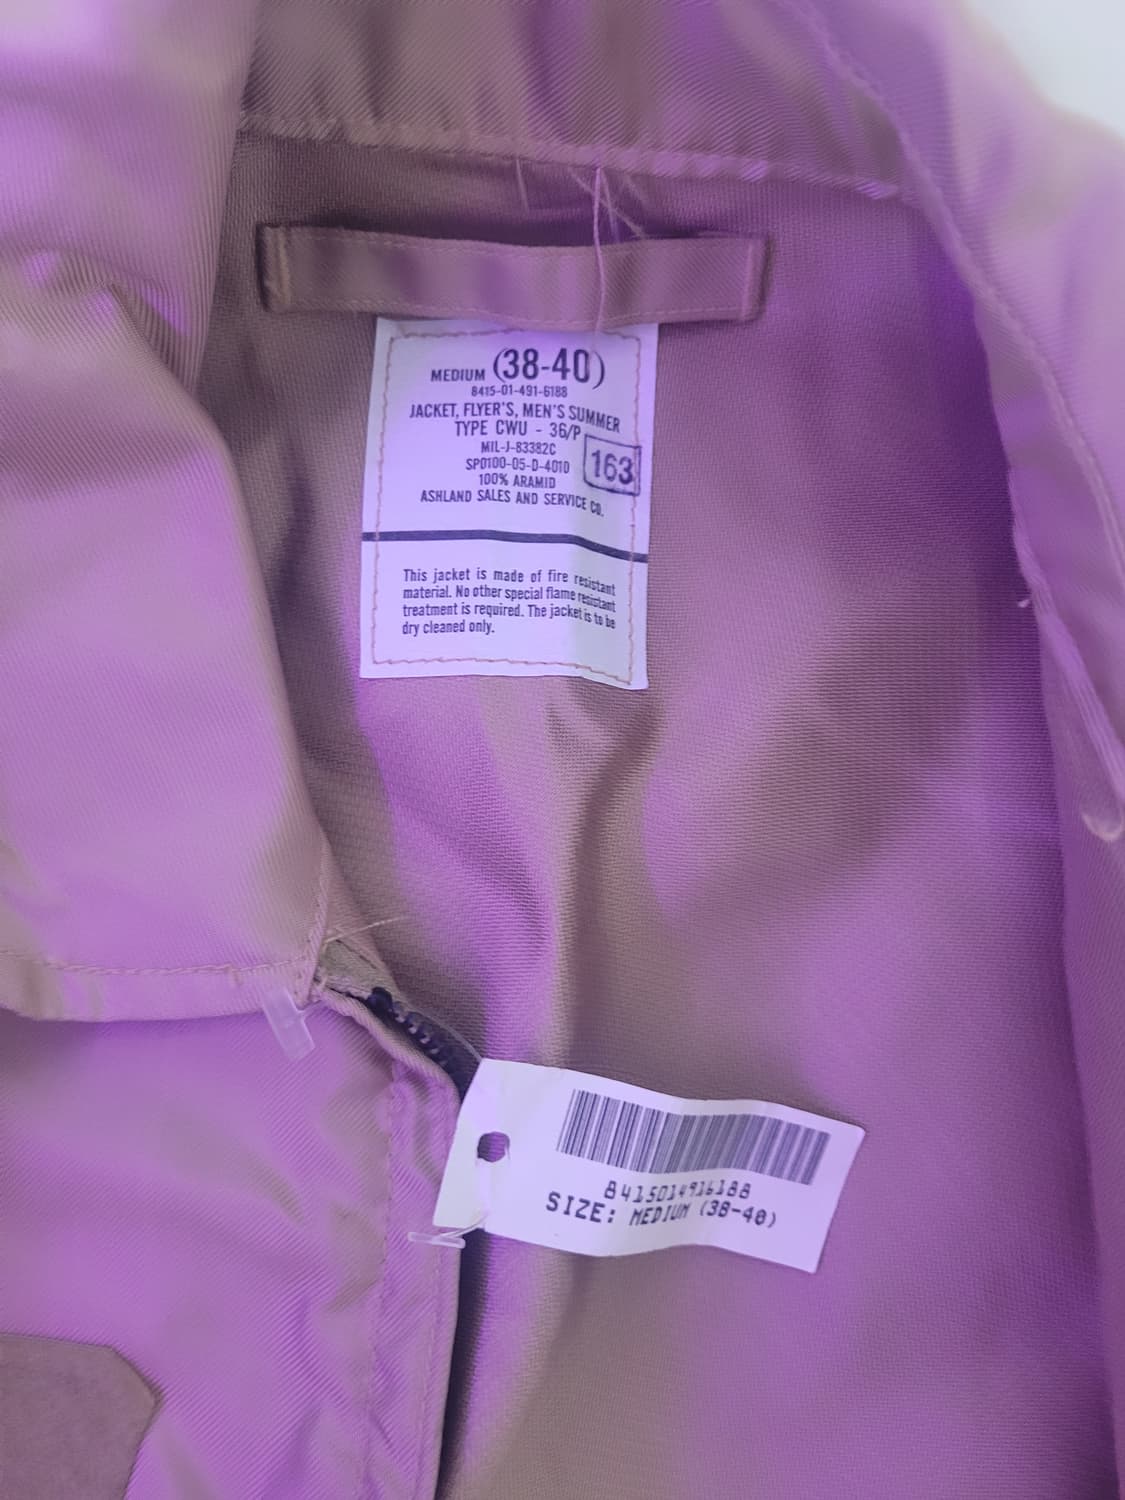 MEDIUM (38-40)
8415-01-491-6188
JACKET, FLYER'S, MEN'S SUMMER
TYPE CWU - 36/P
MIL-J-83382C
SP0100-05-D-4010
163
100% ARAMID
ASHLAND SALES AND SERVICE CO.
This jacket is made of fire resistant
material. No other special flame resistant
treatment is required. The jacket is to be
dry cleaned only.
8415014916188
SIZE: MEDIUM (38-40)